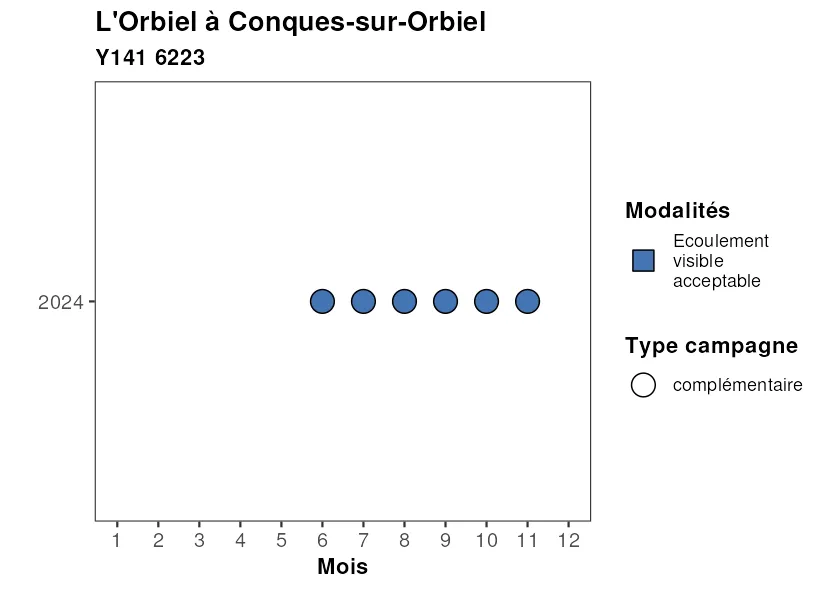 L'Orbiel à Conques-sur-Orbiel
Y141 6223
Modalités
Ecoulement
visible
acceptable
2024
Type campagne
complémentaire
1 2 3 4 5 6 7 8 9 10 11 12
Mois